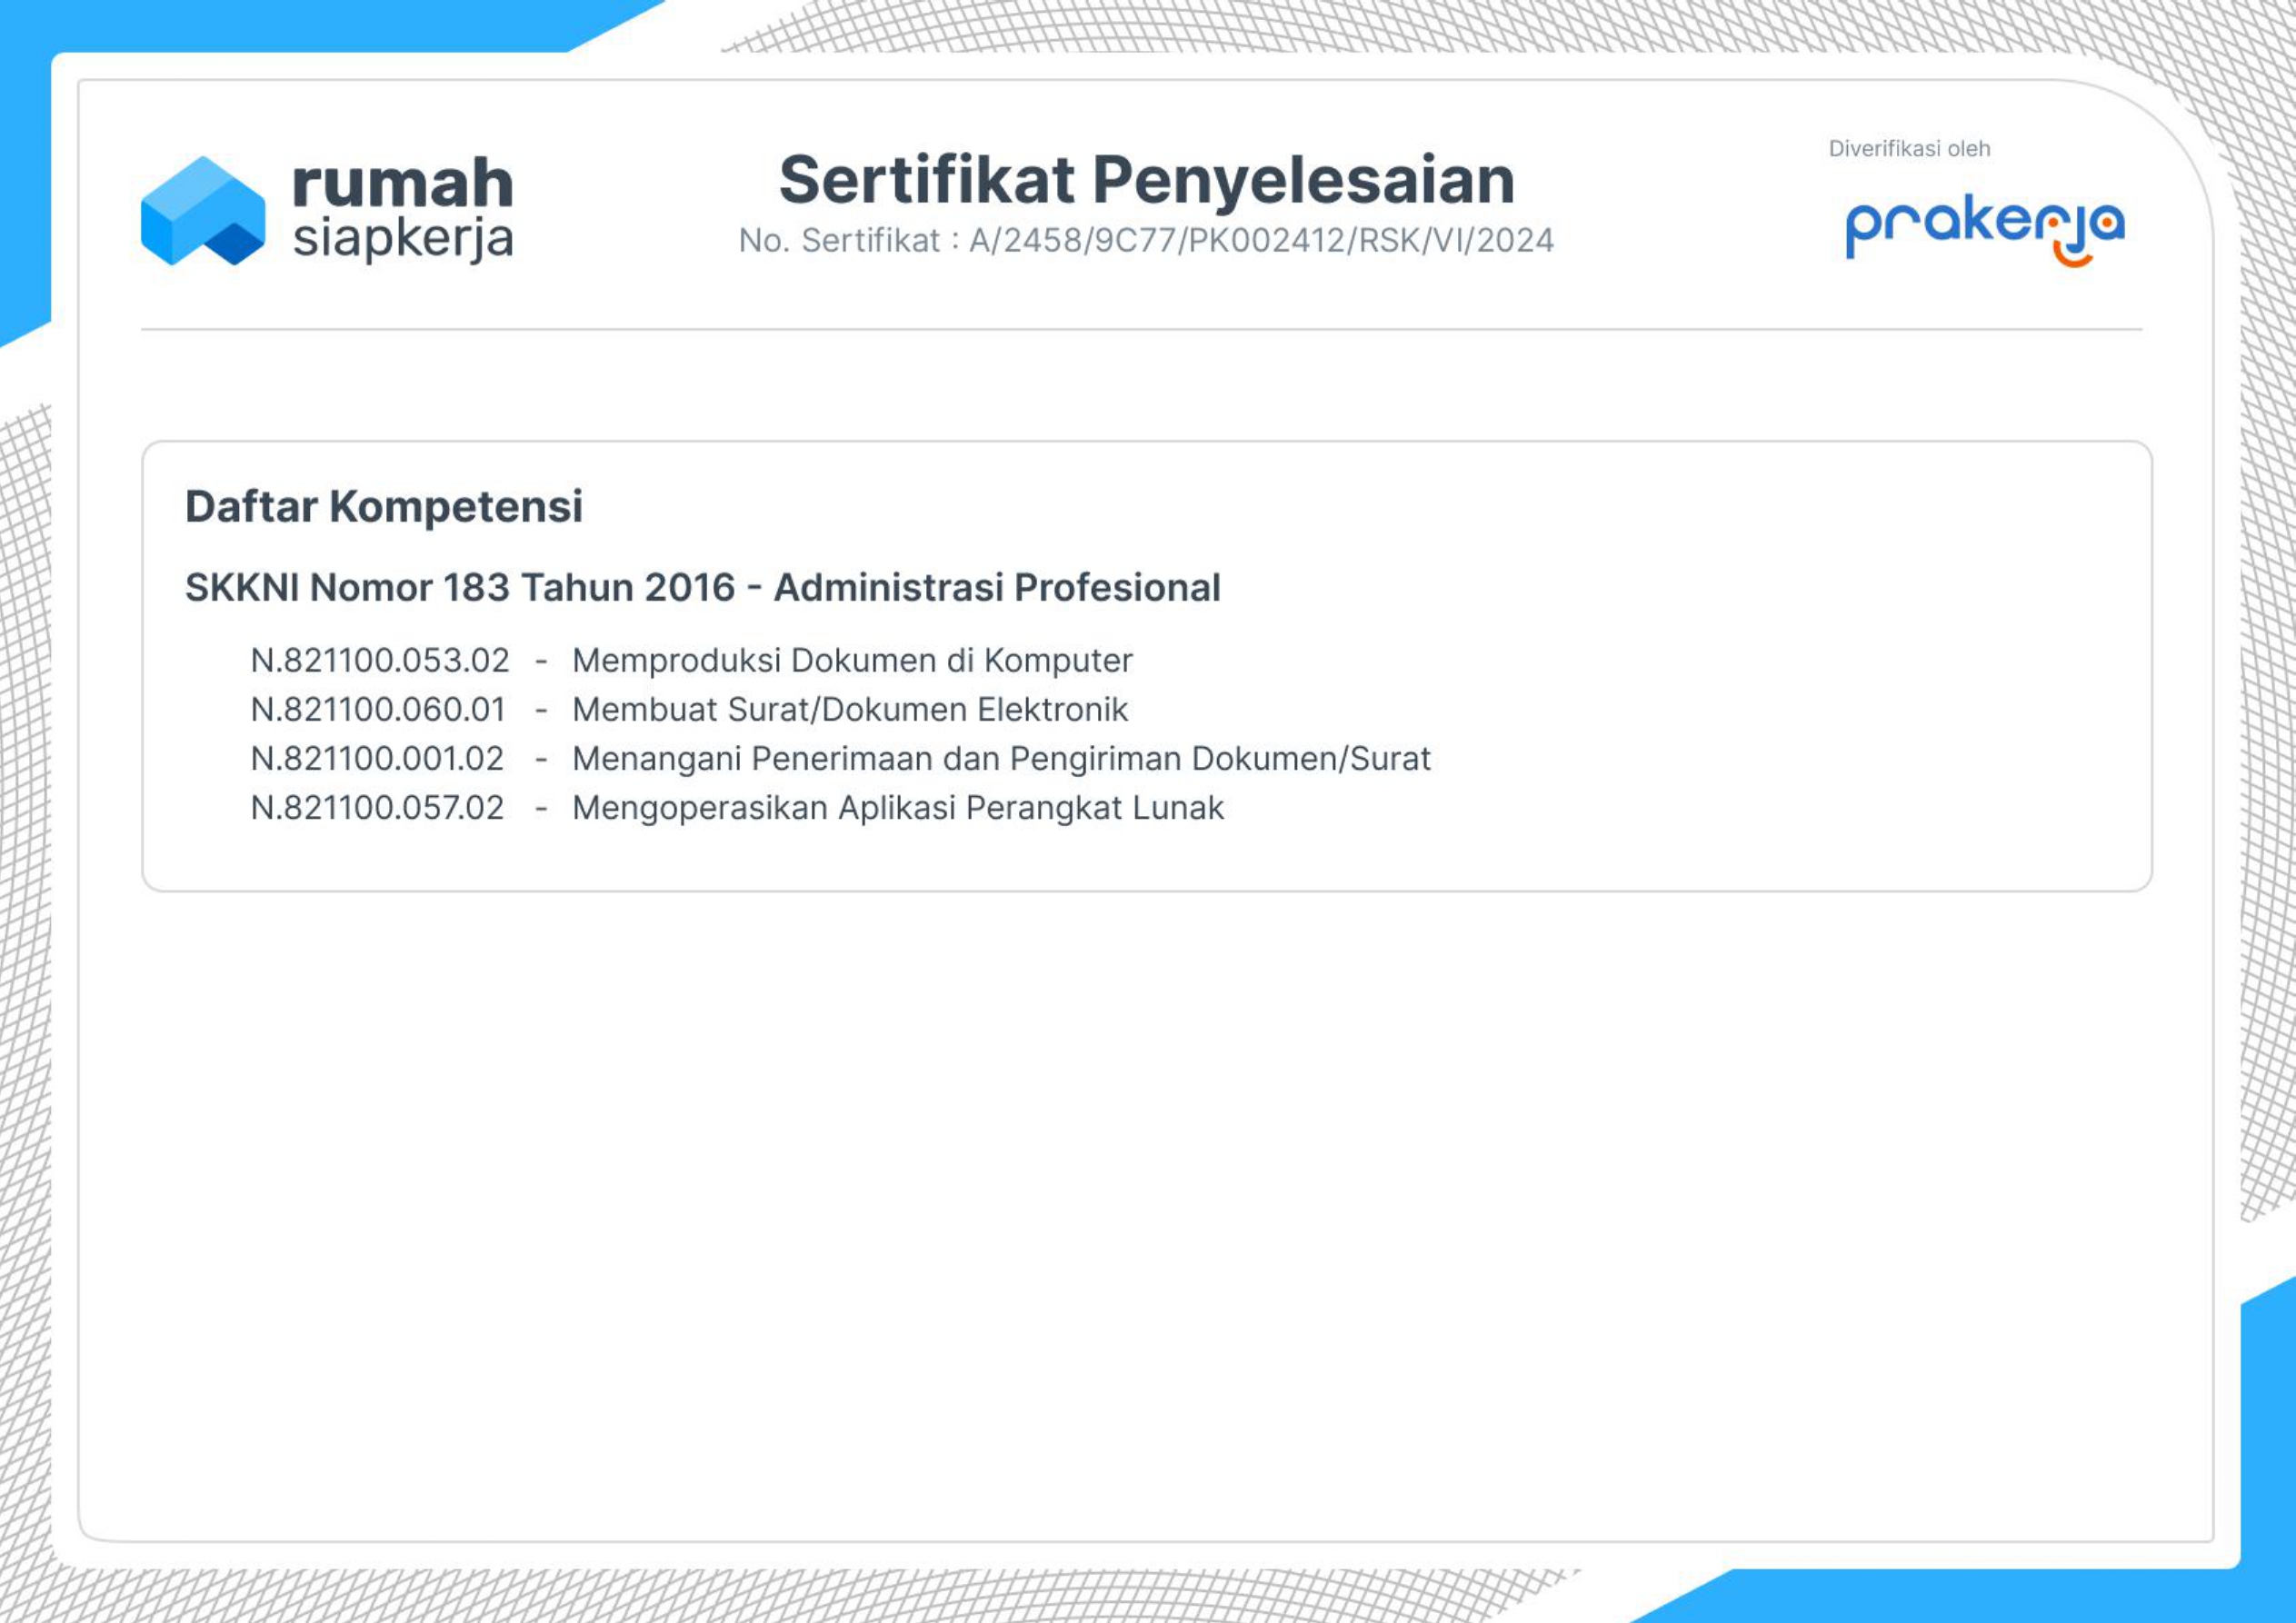 rumah
siapkerja
Sertifikat Penyelesaian
No. Sertifikat : A/2458/9C77/PK002412/RSK/VI/2024
Diverifikasi oleh
prakerja
Daftar Kompetensi
SKKNI Nomor 183 Tahun 2016 - Administrasi Profesional
N.821100.053.02 - Memproduksi Dokumen di Komputer
N.821100.060.01 - Membuat Surat/Dokumen Elektronik
N.821100.001.02 - Menangani Penerimaan dan Pengiriman Dokumen/Surat
N.821100.057.02 - Mengoperasikan Aplikasi Perangkat Lunak